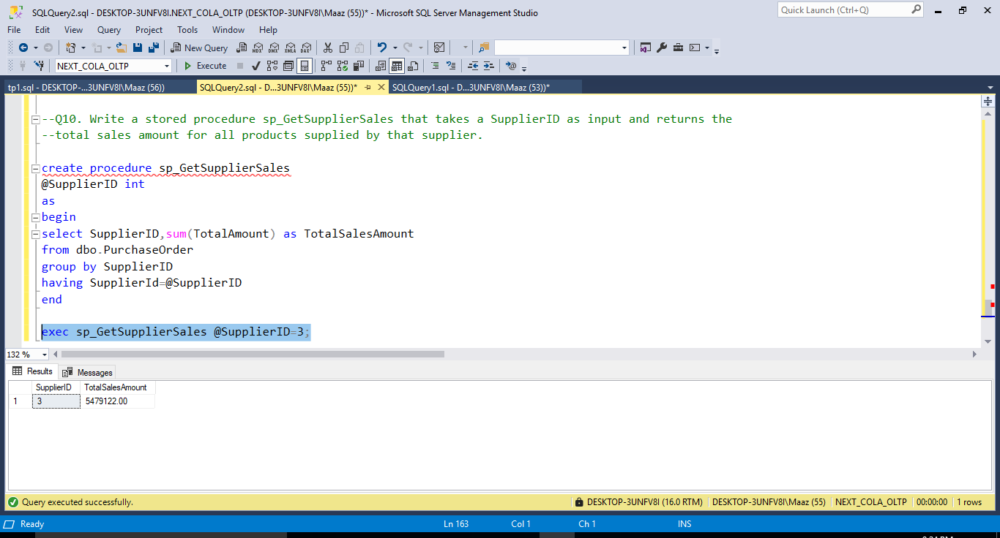 SQLQuery2.sql - DESKTOP-3UNFV8I.NEXT_COLA_OLTP (DESKTOP-3UNFV8I\Maaz (55))* - Microsoft SQL Server Management Studio
Quick Launch (Ctrl+Q)
File Edit View Query Project Tools Window Help
New Query MDX DMX XMLA DAX
NEXT_COLA_OLTP Execute
tp1.sql - DESKTOP-...3UNFV8I\Maaz (56)) SQLQuery2.sql - D...3UNFV8I\Maaz (55))* SQLQuery1.sql - D...3UNFV8I\Maaz (53))*
--Q10. Write a stored procedure sp_GetSupplierSales that takes a SupplierID as input and returns the
--total sales amount for all products supplied by that supplier.
create procedure sp_GetSupplierSales
@SupplierID int
as
begin
select SupplierID,sum(TotalAmount) as TotalSalesAmount
from dbo.PurchaseOrder
group by SupplierID
having SupplierId=@SupplierID
end
exec sp_GetSupplierSales @SupplierID=3;
132 %
Results Messages
SupplierID TotalSalesAmount
1 3 5479122.00
Query executed successfully. DESKTOP-3UNFV8I (16.0 RTM) DESKTOP-3UNFV8I\Maaz (55) NEXT_COLA_OLTP 00:00:00 1 rows
Ready Ln 163 Col 1 Ch 1 INS